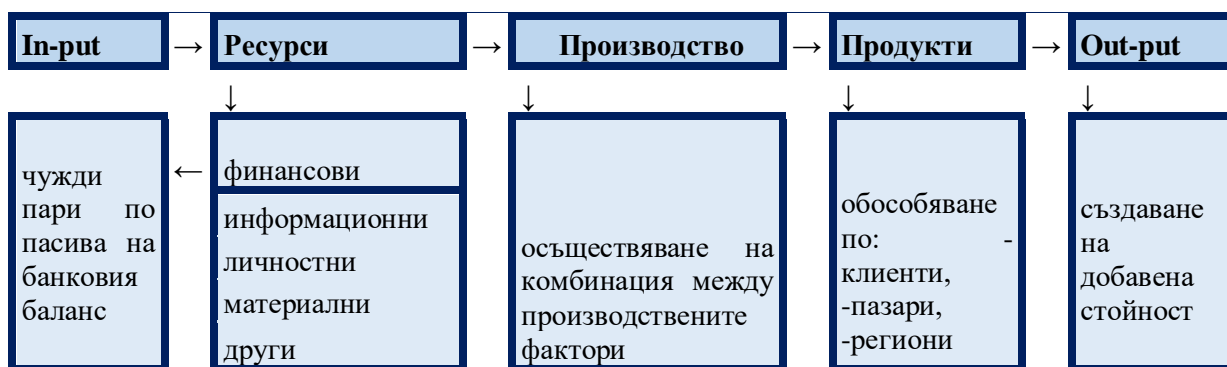 In-put → Ресурси → Производство → Продукти → Out-put
↓ ↓ ↓ ↓
чужди
пари по
пасива на
банковия
баланс
←
финансови
информационни
личностни
материални
други
осъществяване на
комбинация между
производствените
фактори
обособяване
по: -
клиенти,
-пазари,
-региони
създаване
на
добавена
стойност